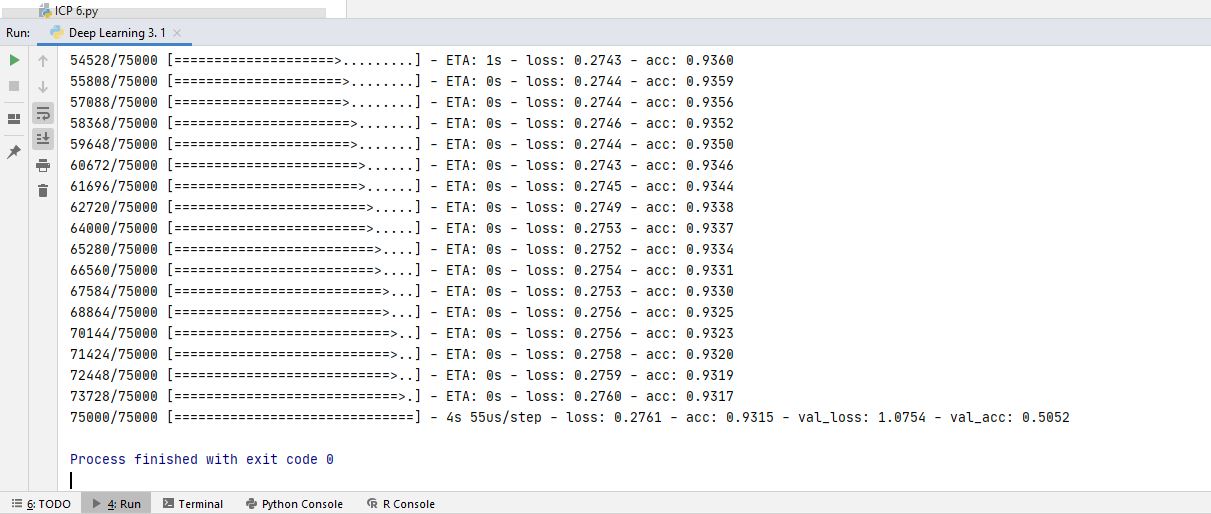 ICP 6.py
Run: Deep Learning 3. 1
54528/75000 [=====================>.........] - ETA: 1s - loss: 0.2743 - acc: 0.9360
55808/75000 [=====================>........] - ETA: 0s - loss: 0.2744 - acc: 0.9359
57088/75000 [=====================>........] - ETA: 0s - loss: 0.2744 - acc: 0.9356
58368/75000 [======================>.......] - ETA: 0s - loss: 0.2746 - acc: 0.9352
59648/75000 [======================>.......] - ETA: 0s - loss: 0.2744 - acc: 0.9350
60672/75000 [=======================>......] - ETA: 0s - loss: 0.2743 - acc: 0.9346
61696/75000 [=======================>......] - ETA: 0s - loss: 0.2745 - acc: 0.9344
62720/75000 [========================>.....] - ETA: 0s - loss: 0.2749 - acc: 0.9338
64000/75000 [========================>.....] - ETA: 0s - loss: 0.2753 - acc: 0.9337
65280/75000 [=========================>....] - ETA: 0s - loss: 0.2752 - acc: 0.9334
66560/75000 [=========================>....] - ETA: 0s - loss: 0.2754 - acc: 0.9331
67584/75000 [==========================>...] - ETA: 0s - loss: 0.2753 - acc: 0.9330
68864/75000 [==========================>...] - ETA: 0s - loss: 0.2756 - acc: 0.9325
70144/75000 [===========================>..] - ETA: 0s - loss: 0.2756 - acc: 0.9323
71424/75000 [===========================>..] - ETA: 0s - loss: 0.2758 - acc: 0.9320
72448/75000 [===========================>..] - ETA: 0s - loss: 0.2759 - acc: 0.9319
73728/75000 [============================>.] - ETA: 0s - loss: 0.2760 - acc: 0.9317
75000/75000 [==============================] - 4s 55us/step - loss: 0.2761 - acc: 0.9315 - val_loss: 1.0754 - val_acc: 0.5052
Process finished with exit code 0
6: TODO 4: Run Terminal Python Console R Console